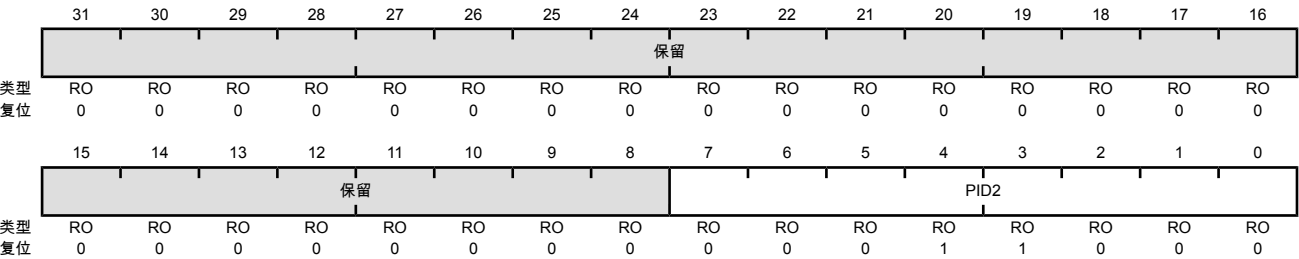 31 30 29 28 27 26 25 24 23 22 21 20 19 18 17 16
保留
类型 RO RO RO RO RO RO RO RO RO RO RO RO RO RO RO RO
复位 0 0 0 0 0 0 0 0 0 0 0 0 0 0 0 0
15 14 13 12 11 10 9 8 7 6 5 4 3 2 1 0
保留 PID2
类型 RO RO RO RO RO RO RO RO RO RO RO RO RO RO RO RO
复位 0 0 0 0 0 0 0 0 0 0 0 1 1 0 0 0